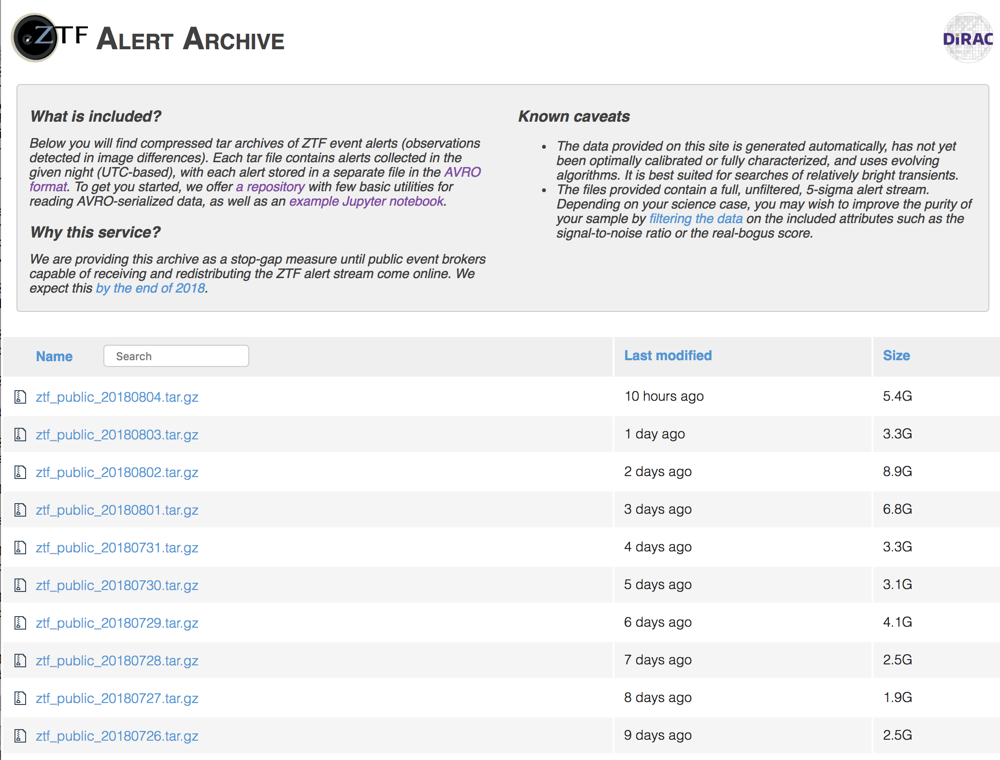 ZTF ALERT ARCHIVE
DiRAC
What is included?
Below you will find compressed tar archives of ZTF event alerts (observations
detected in image differences). Each tar file contains alerts collected in the
given night (UTC-based), with each alert stored in a separate file in the AVRO
format. To get you started, we offer a repository with few basic utilities for
reading AVRO-serialized data, as well as an example Jupyter notebook.
Why this service?
We are providing this archive as a stop-gap measure until public event brokers
capable of receiving and redistributing the ZTF alert stream come online. We
expect this by the end of 2018.
Known caveats
• The data provided on this site is generated automatically, has not yet
been optimally calibrated or fully characterized, and uses evolving
algorithms. It is best suited for searches of relatively bright transients.
• The files provided contain a full, unfiltered, 5-sigma alert stream.
Depending on your science case, you may wish to improve the purity of
your sample by filtering the data on the included attributes such as the
signal-to-noise ratio or the real-bogus score.
Name Search Last modified Size
ztf_public_20180804.tar.gz 10 hours ago 5.4G
ztf_public_20180803.tar.gz 1 day ago 3.3G
ztf_public_20180802.tar.gz 2 days ago 8.9G
ztf_public_20180801.tar.gz 3 days ago 6.8G
ztf_public_20180731.tar.gz 4 days ago 3.3G
ztf_public_20180730.tar.gz 5 days ago 3.1G
ztf_public_20180729.tar.gz 6 days ago 4.1G
ztf_public_20180728.tar.gz 7 days ago 2.5G
ztf_public_20180727.tar.gz 8 days ago 1.9G
ztf_public_20180726.tar.gz 9 days ago 2.5G